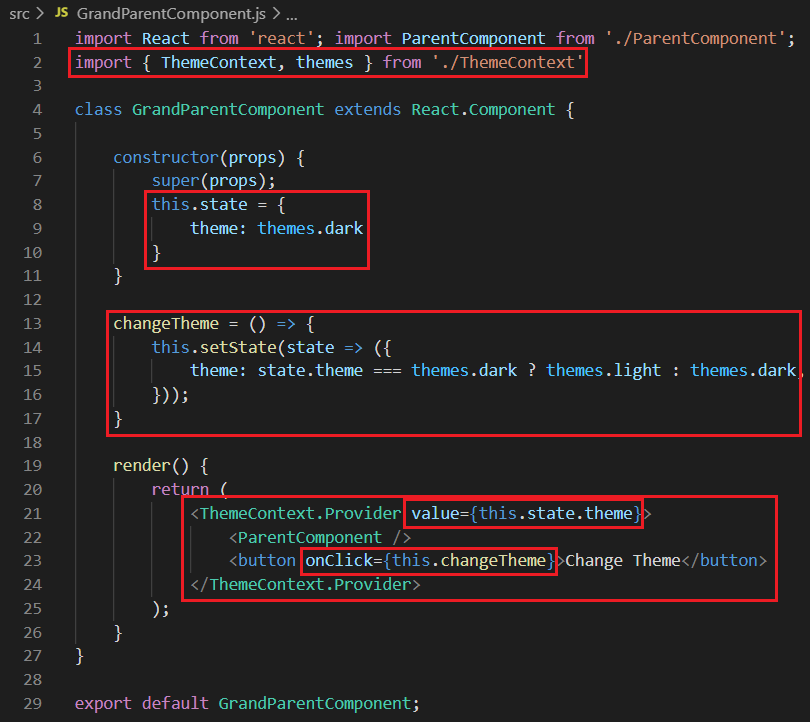 src > JS GrandParentComponent.js > ...
1 import React from 'react'; import ParentComponent from './ParentComponent';
2 import { ThemeContext, themes } from './ThemeContext'
3
4 class GrandParentComponent extends React.Component {
5
6     constructor(props) {
7         super(props);
8         this.state = {
9             theme: themes.dark
10         }
11     }
12
13     changeTheme = () => {
14         this.setState(state => ({
15             theme: state.theme === themes.dark ? themes.light : themes.dark,
16         }));
17     }
18
19     render() {
20         return (
21             <ThemeContext.Provider value={this.state.theme}>
22                 <ParentComponent />
23                 <button onClick={this.changeTheme}>Change Theme</button>
24             </ThemeContext.Provider>
25         );
26     }
27 }
28
29 export default GrandParentComponent;